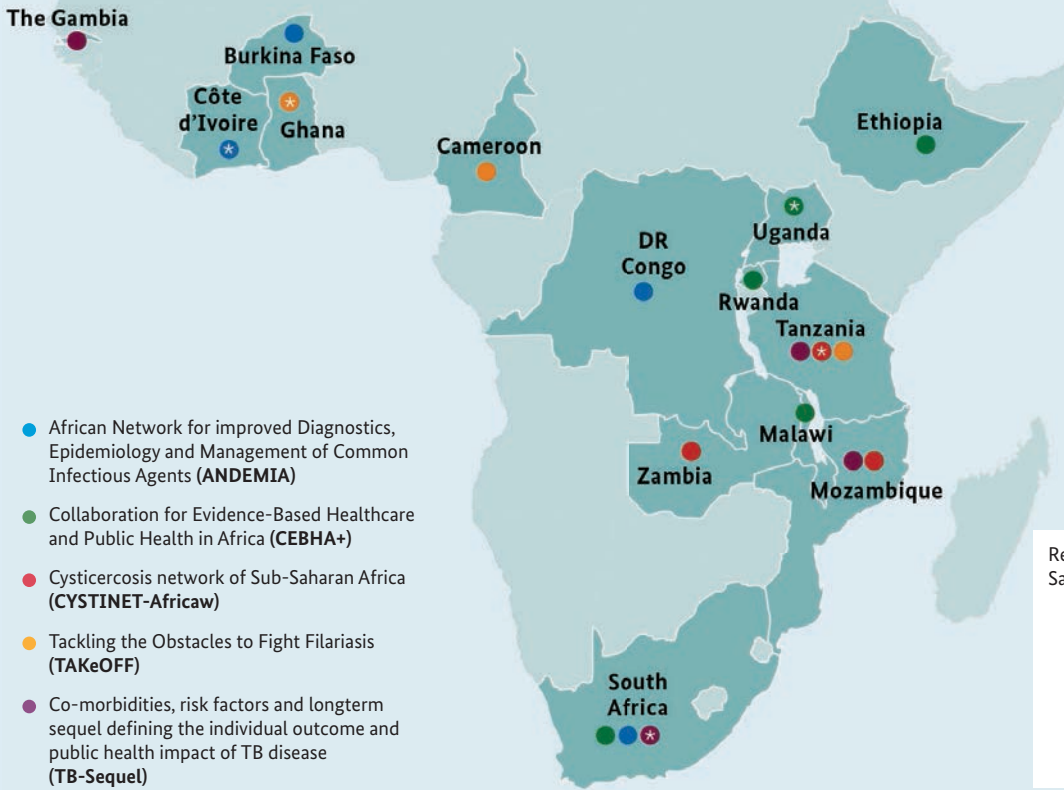 The Gambia
Burkina Faso
Côte
d'Ivoire
Ghana
Cameroon
Ethiopia
Uganda
DR
Congo
Rwanda
Tanzania
Malawi
Zambia
Mozambique
South
Africa
African Network for improved Diagnostics,
Epidemiology and Management of Common
Infectious Agents (ANDEMIA)
Collaboration for Evidence-Based Healthcare
and Public Health in Africa (CEBHA+)
Cysticercosis network of Sub-Saharan Africa
(CYSTINET-Africaw)
Tackling the Obstacles to Fight Filariasis
(TAKeOFF)
Co-morbidities, risk factors and longterm
sequel defining the individual outcome and
public health impact of TB disease
(TB-Sequel)
Re
Sa